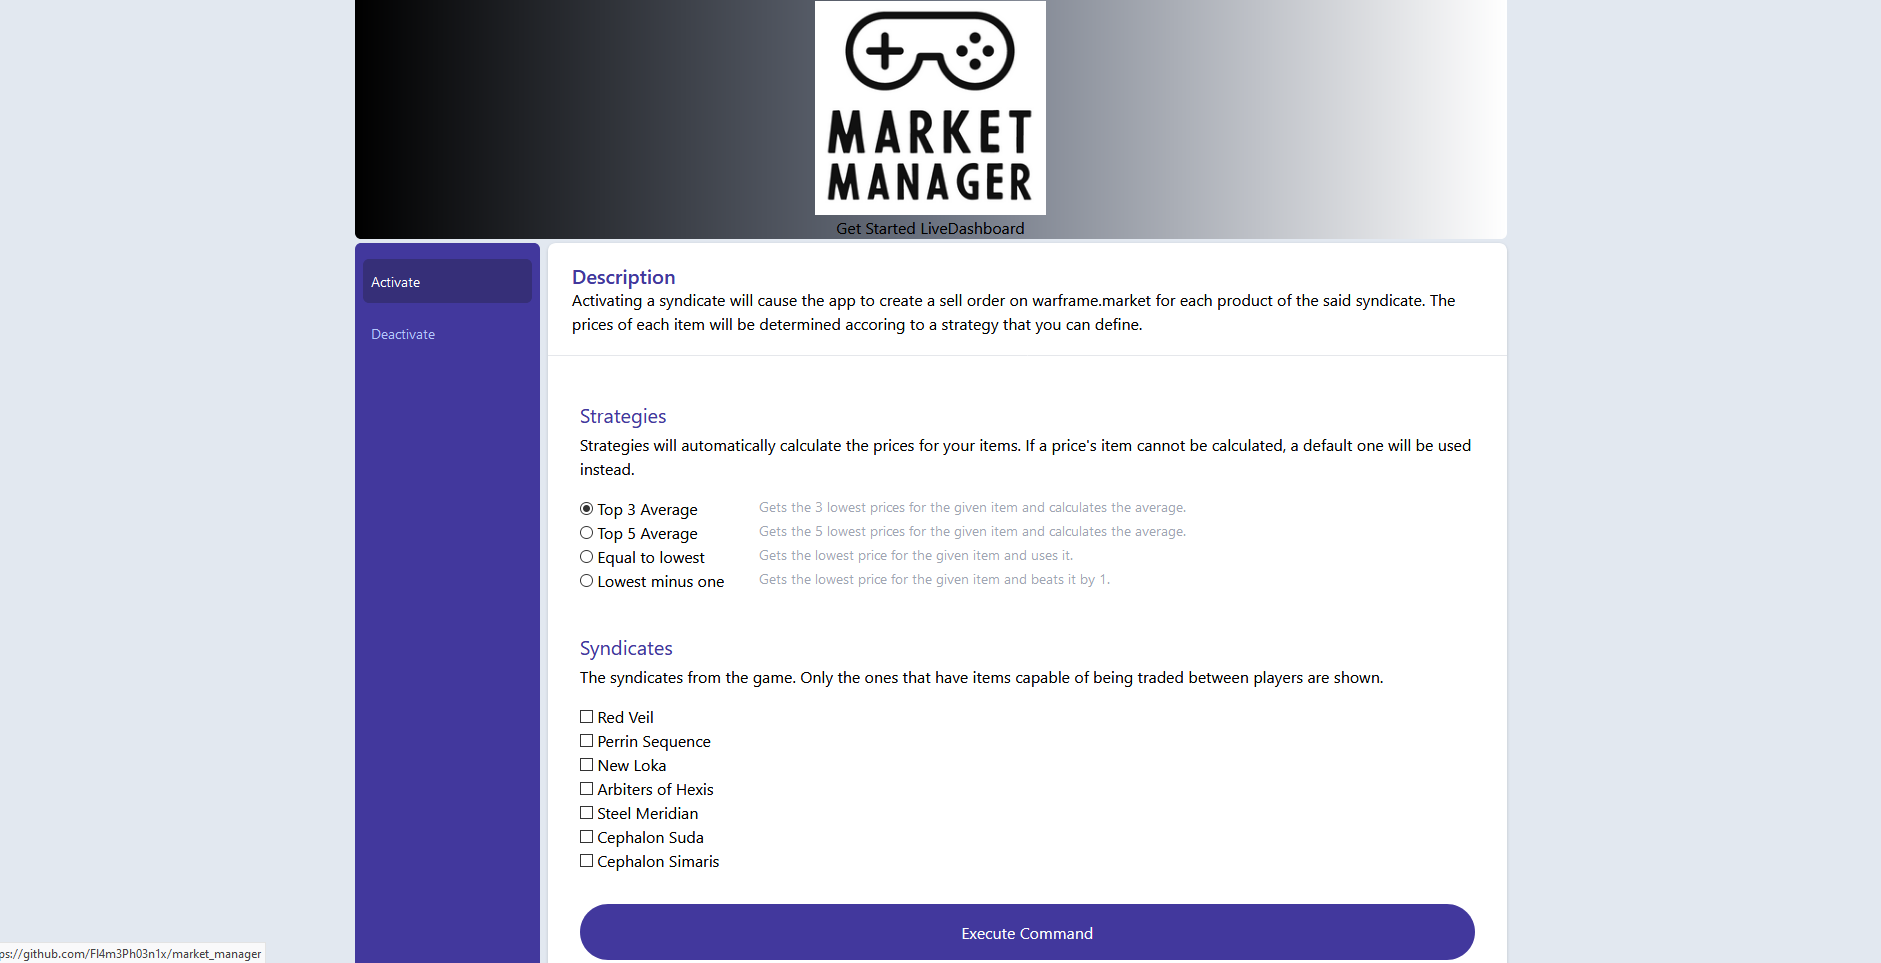 MARKET
MANAGER
Get Started LiveDashboard
Activate
Deactivate
Description
Activating a syndicate will cause the app to create a sell order on warframe.market for each product of the said syndicate. The
prices of each item will be determined accoring to a strategy that you can define.
Strategies
Strategies will automatically calculate the prices for your items. If a price's item cannot be calculated, a default one will be used
instead.
Top 3 Average Gets the 3 lowest prices for the given item and calculates the average.
Top 5 Average Gets the 5 lowest prices for the given item and calculates the average.
Equal to lowest Gets the lowest price for the given item and uses it.
Lowest minus one Gets the lowest price for the given item and beats it by 1.
Syndicates
The syndicates from the game. Only the ones that have items capable of being traded between players are shown.
Red Veil
Perrin Sequence
New Loka
Arbiters of Hexis
Steel Meridian
Cephalon Suda
Cephalon Simaris
Execute Command
ps://github.com/Fl4m3Ph03n1x/market_manager